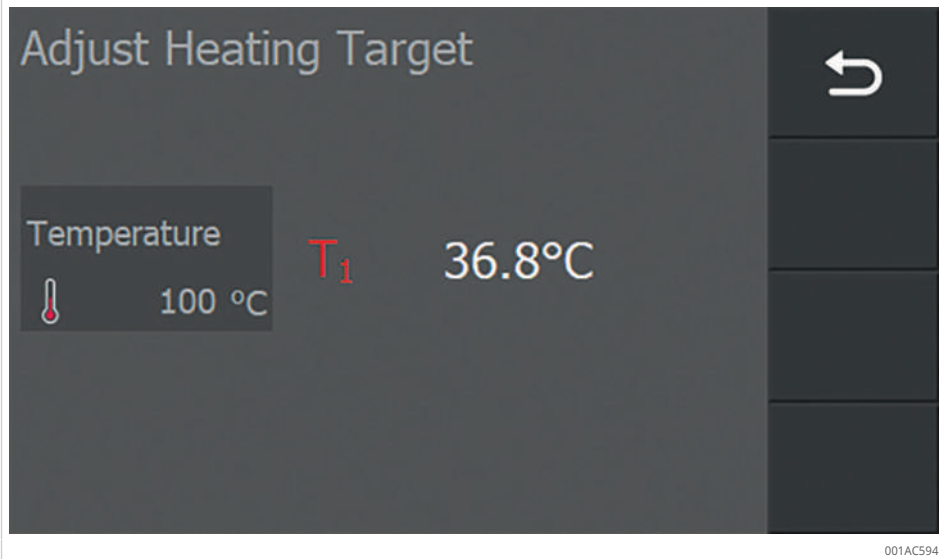 Adjust Heating Target
Temperature
100 °C
T₁ 36.8°C
001AC594